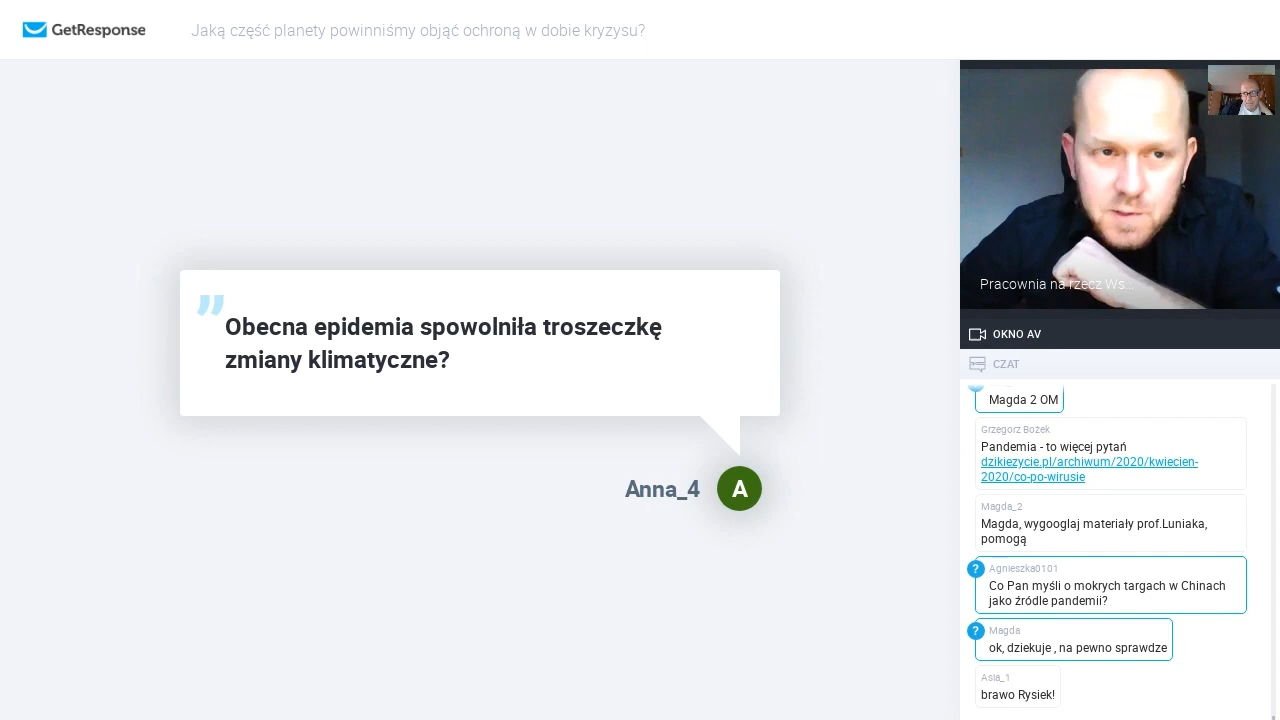 GetResponse
Jaką część planety powinniśmy objąć ochroną w dobie kryzysu?
Obecna epidemia spowolniła troszeczkę
zmiany klimatyczne?
Anna_4
A
Pracownia na rzecz Ws...
OKNO AV
CZAT
Magda 2 OM
Grzegorz Bożek
Pandemia - to więcej pytań
dzikiezycie.pl/archiwum/2020/kwiecien-
2020/co-po-wirusie
Magda_2
Magda, wygooglaj materiały prof.Luniaka,
pomogą
?
Agnieszka0101
Co Pan myśli o mokrych targach w Chinach
jako źródle pandemii?
?
Magda
ok, dziekuje , na pewno sprawdze
Asia_1
brawo Rysiek!